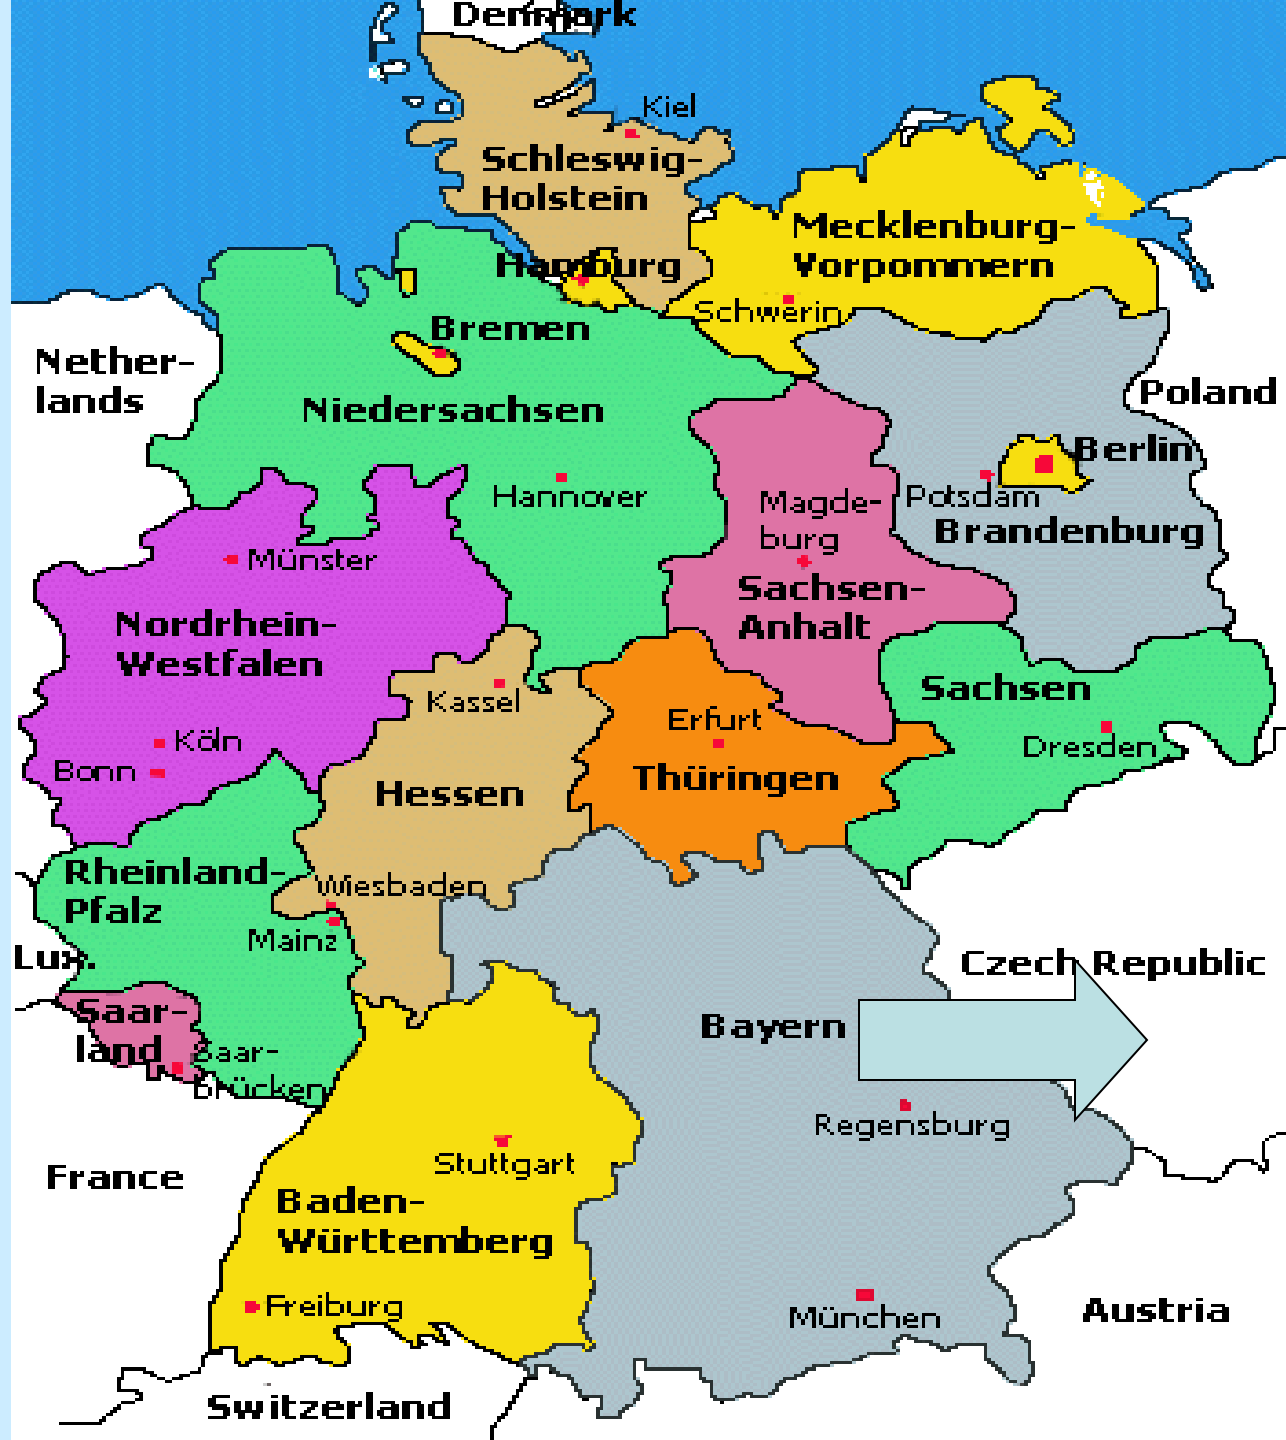 Denmark
Kiel
Schleswig-
Holstein
Mecklenburg-
Vorpommern
Hamburg
Schwerin
Bremen
Nether-
lands
Niedersachsen
Poland
Berlin
Hannover
Potsdam
Magde-
burg
Brandenburg
Münster
Sachsen-
Anhalt
Nordrhein-
Westfalen
Sachsen
Kassel
Erfurt
Köln
Dresden
Bonn
Thüringen
Hessen
Rheinland-
Pfalz
Wiesbaden
Mainz
Lux.
Czech Republic
Saar-
land
Bayern
Saar-
brücken
Regensburg
Stuttgart
France
Baden-
Württemberg
Freiburg
München
Austria
Switzerland